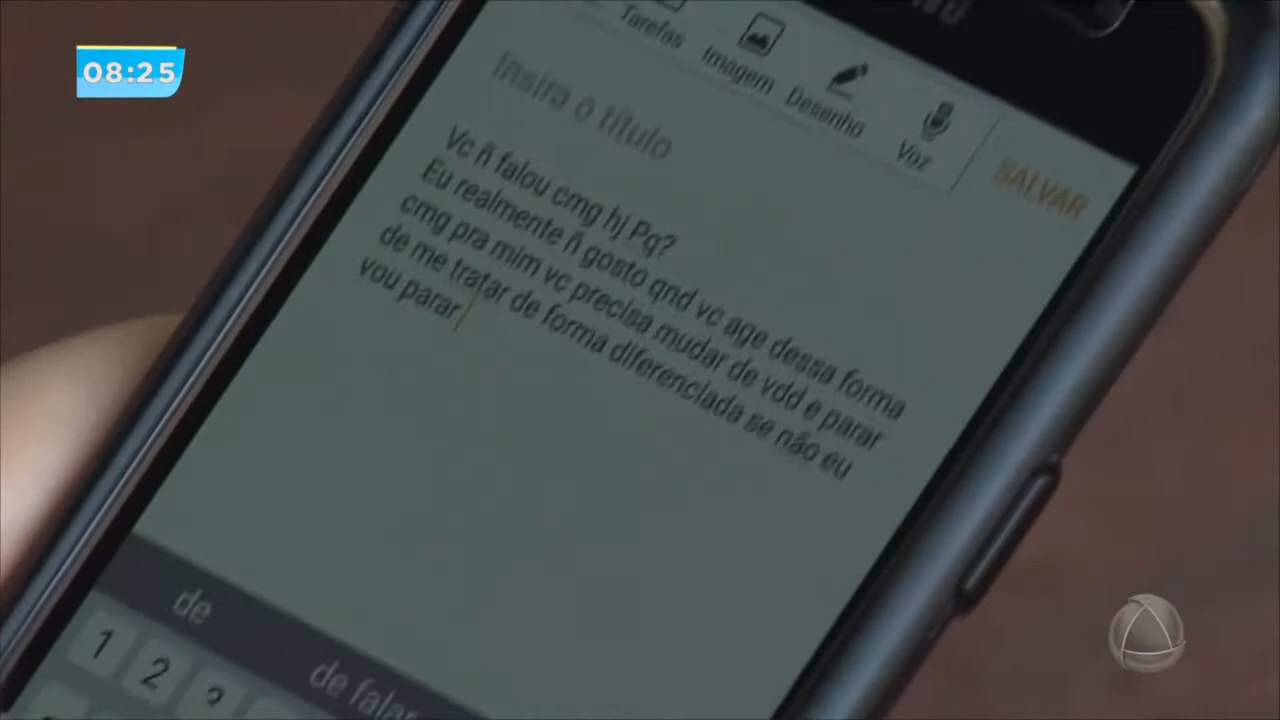 08:25
Tarefas
Imagem
Desenho
Voz
SALVAR
Insira o título
Vc ñ falou cmg hj Pq?
Eu realmente ñ gosto qnd vc age dessa forma
cmg pra mim vc precisa mudar de vdd e parar
de me tratar de forma diferenciada se não eu
vou parar
de
de falar
1 2 3